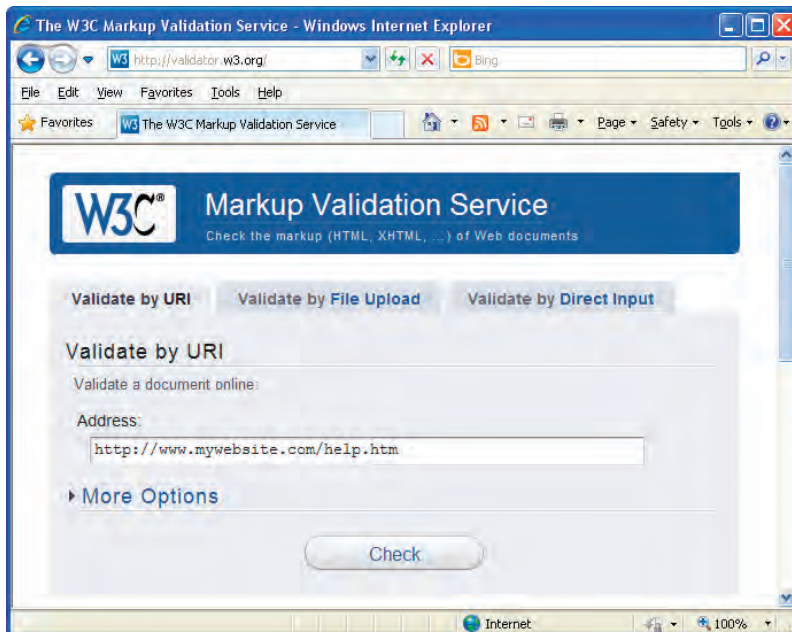 The W3C Markup Validation Service - Windows Internet Explorer
W3 http://validator.w3.org/ Bing
File Edit View Favorites Tools Help
Favorites W3 The W3C Markup Validation Service Page Safety Tools
W3C® Markup Validation Service
Check the markup (HTML, XHTML, ...) of Web documents
Validate by URI Validate by File Upload Validate by Direct Input
Validate by URI
Validate a document online:
Address:
http://www.mywebsite.com/help.htm
More Options
Check
Internet 100%